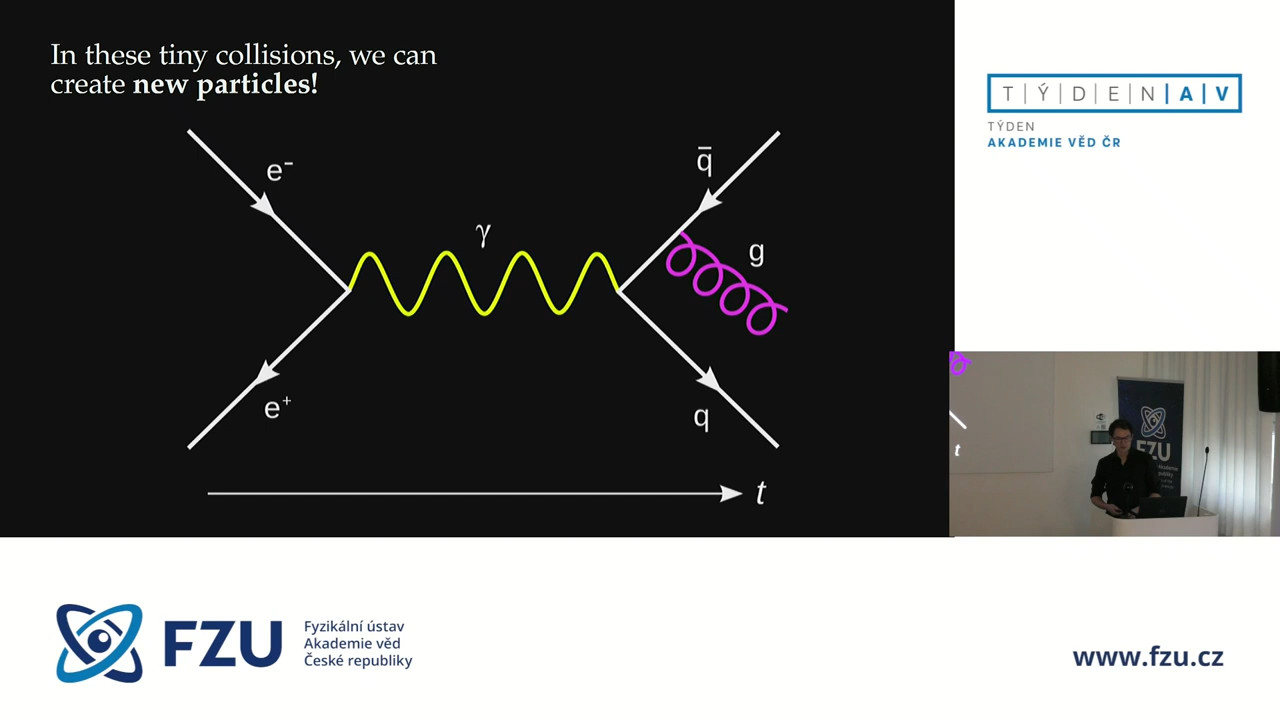 In these tiny collisions, we can
create new particles!
e⁻
q̄
γ
g
e⁺
q
t
T|Ý|D|E|N|A|V
TÝDEN
AKADEMIE VĚD ČR
t
FZU
FZU
Fyzikální ústav
Akademie věd
České republiky
www.fzu.cz